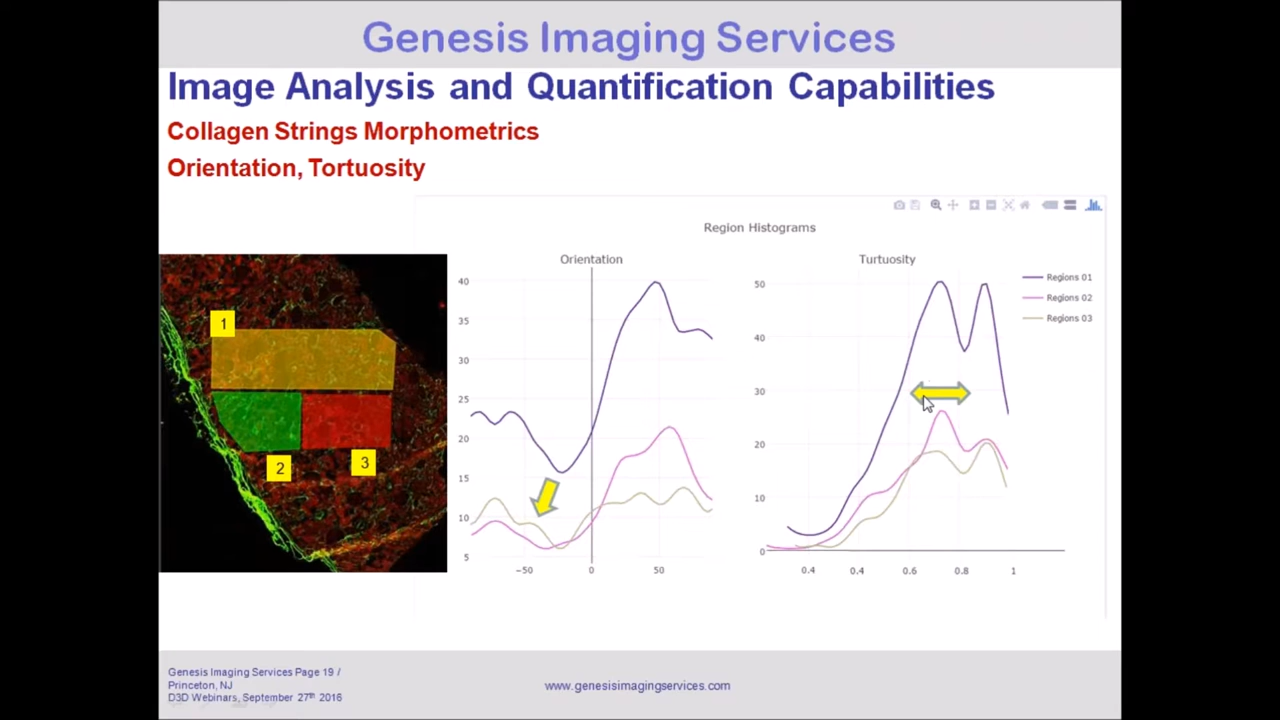 Genesis Imaging Services
Image Analysis and Quantification Capabilities
Collagen Strings Morphometrics
Orientation, Tortuosity
Region Histograms
Orientation
Turtuosity
1
2
3
40
35
30
25
20
15
10
5
−50
0
50
50
40
30
20
10
0
0.4
0.4
0.6
0.8
1
Regions 01
Regions 02
Regions 03
Genesis Imaging Services Page 19 /
Princeton, NJ
D3D Webinars, September 27th 2016
www.genesisimagingservices.com